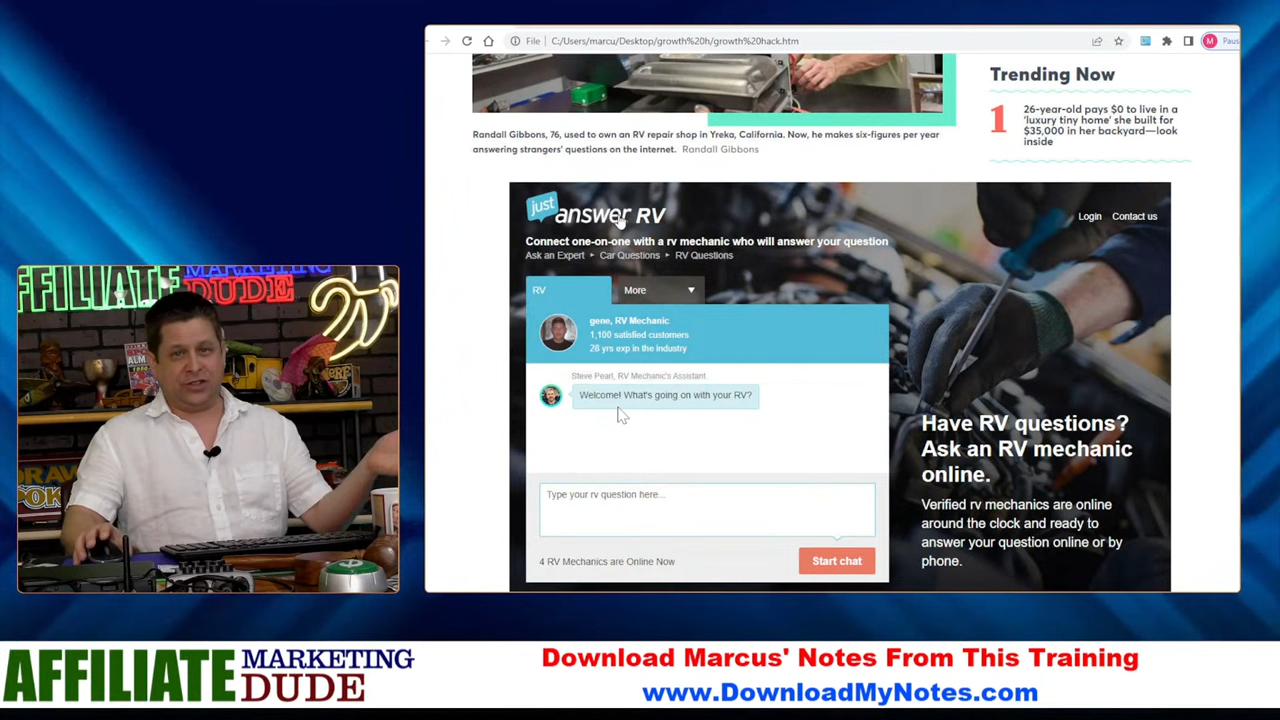 File
C:/Users/marcu/Desktop/growth%20h/growth%20hack.htm
M
Paus
Randall Gibbons, 76, used to own an RV repair shop in Yreka, California. Now, he makes six-figures per year
answering strangers' questions on the internet. Randall Gibbons
Trending Now
1
26-year-old pays $0 to live in a
'luxury tiny home' she built for
$35,000 in her backyard—look
inside
just
answer RV
Login Contact us
Connect one-on-one with a rv mechanic who will answer your question
Ask an Expert ▸ Car Questions ▸ RV Questions
RV
More
gene, RV Mechanic
1,100 satisfied customers
28 yrs exp in the industry
Steve Pearl, RV Mechanic's Assistant
Welcome! What's going on with your RV?
Type your rv question here...
4 RV Mechanics are Online Now
Start chat
Have RV questions?
Ask an RV mechanic
online.
Verified rv mechanics are online
around the clock and ready to
answer your question online or by
phone.
FFILIATE
MARKETING
DUDE
DRAW
POK
AFFILIATE
MARKETING
DUDE
Download Marcus' Notes From This Training
www.DownloadMyNotes.com